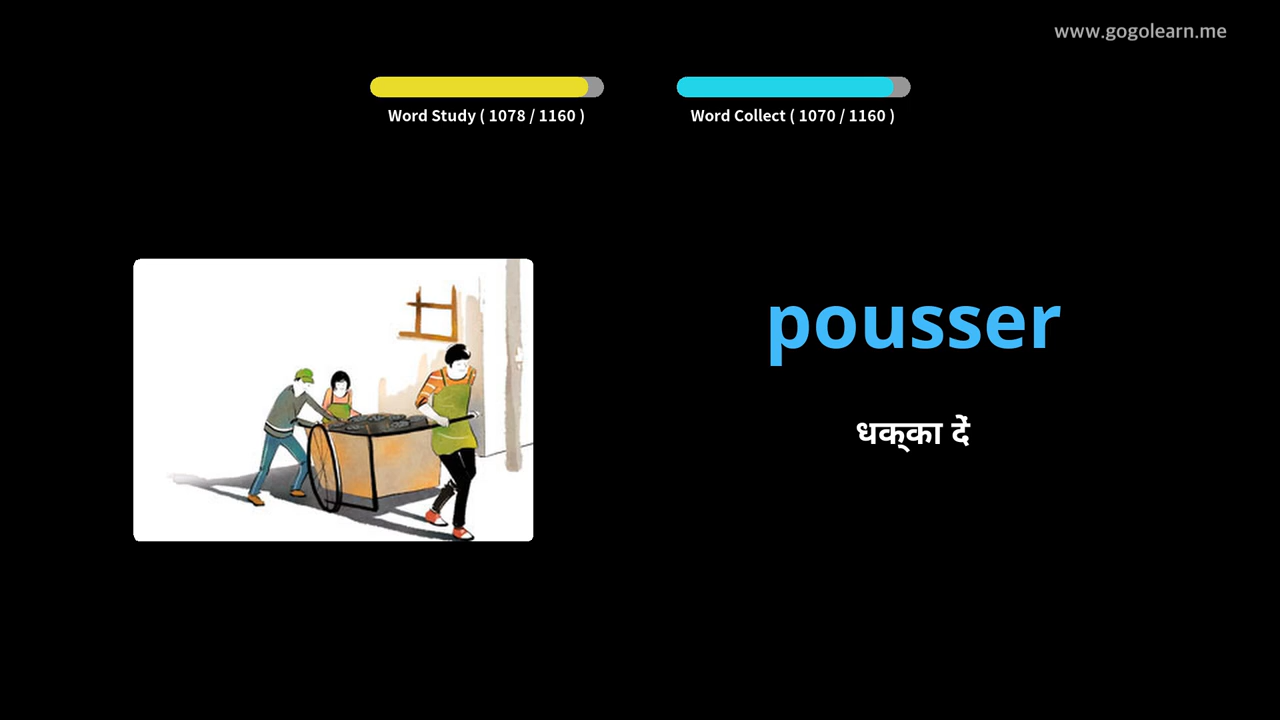 www.gogolearn.me
Word Study ( 1078 / 1160 )
Word Collect ( 1070 / 1160 )
pousser
धक्‍का दें